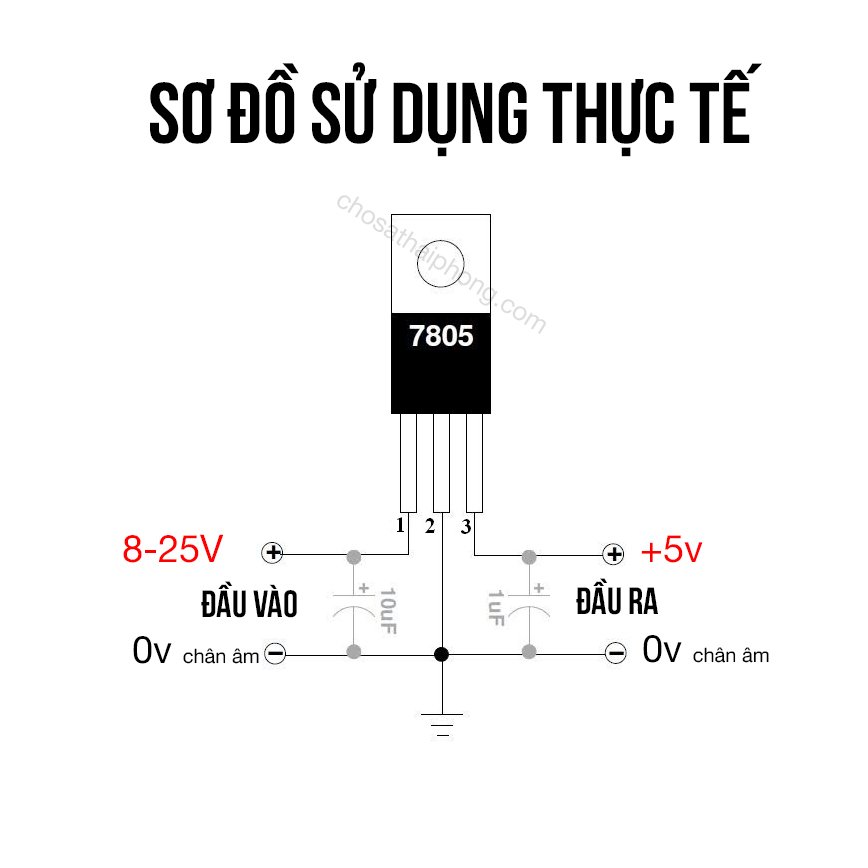 SƠ ĐỒ SỬ DỤNG THỰC TẾ
chosathaiphong.com
7805
1 2 3
8-25V
+5v
ĐẦU VÀO
10uF
1uF
ĐẦU RA
0v chân âm
0v chân âm